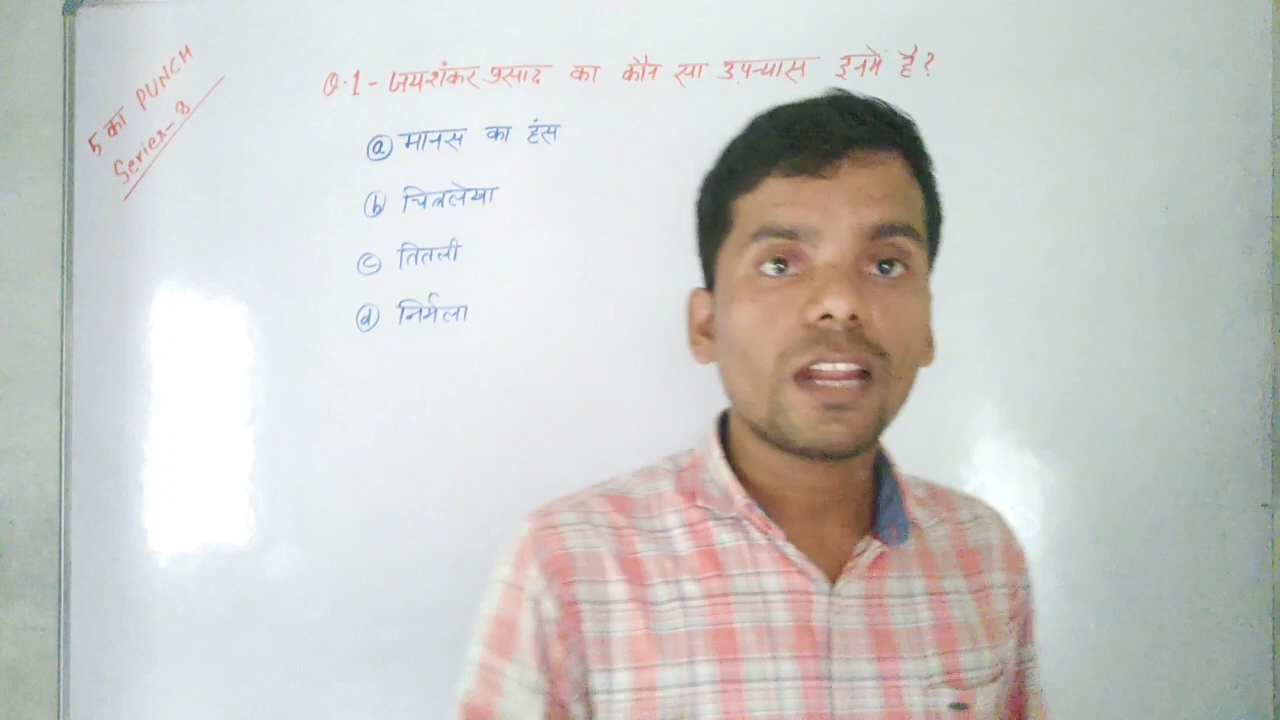 5 का PUNCH
Series-8
Q.1- जयशंकर प्रसाद का कौन सा उपन्यास इनमे है?
(a) मानस का हंस
(b) चित्रलेखा
(c) तितली
(d) निर्मला